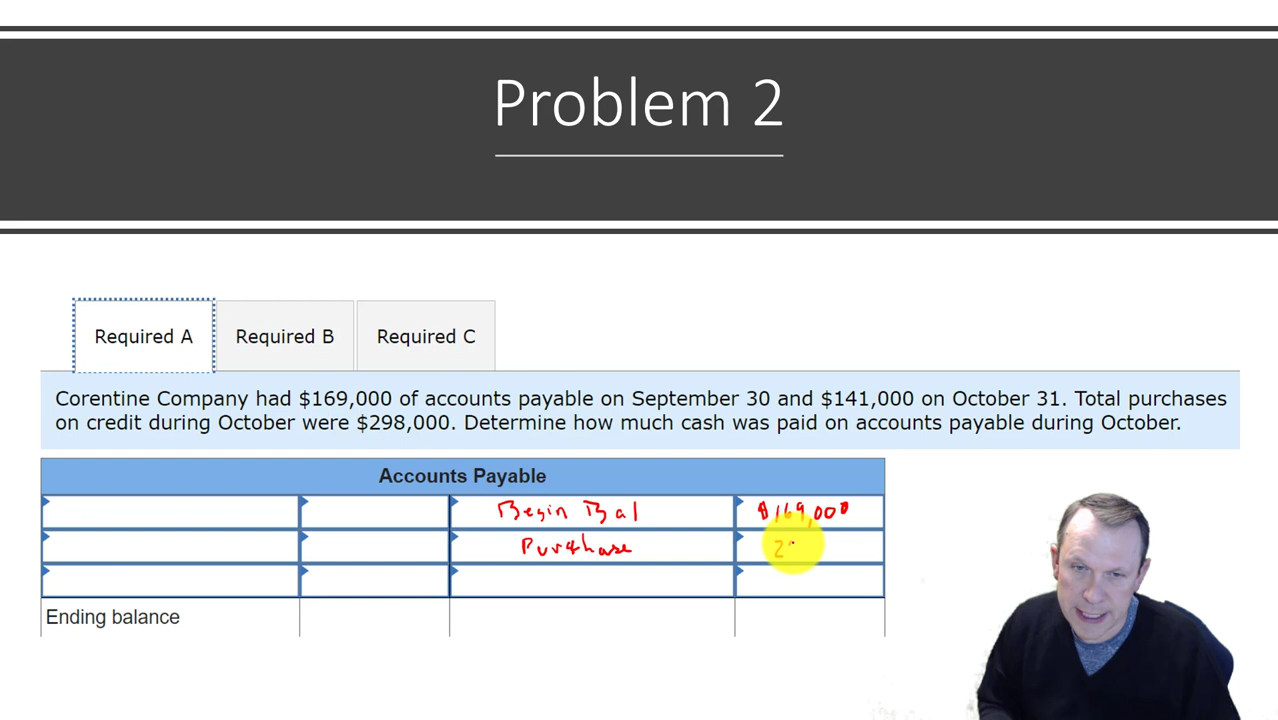 Problem 2
Required A
Required B
Required C
Corentine Company had $169,000 of accounts payable on September 30 and $141,000 on October 31. Total purchases
on credit during October were $298,000. Determine how much cash was paid on accounts payable during October.
Accounts Payable
Begin Bal $169,000
Purchase 2
Ending balance